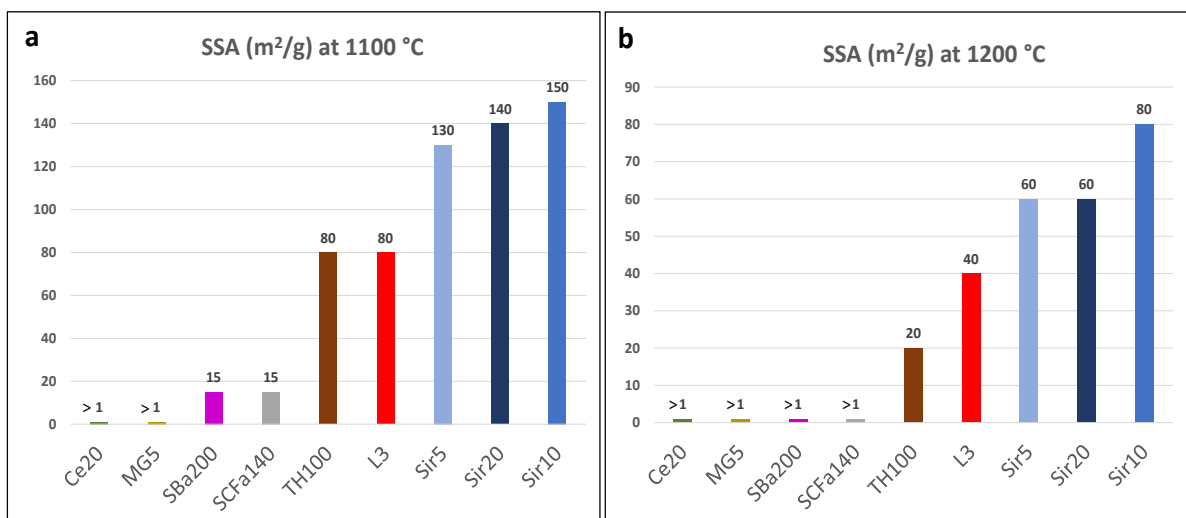 a
SSA (m²/g) at 1100 °C
160
140
120
100
80
60
40
20
0
> 1
> 1
15
15
80
80
130
140
150
Ce20
MG5
SBa200
SCFa140
TH100
L3
Sir5
Sir20
Sir10
b
SSA (m²/g) at 1200 °C
90
80
70
60
50
40
30
20
10
0
>1
>1
>1
>1
20
40
60
60
80
Ce20
MG5
SBa200
SCFa140
TH100
L3
Sir5
Sir20
Sir10